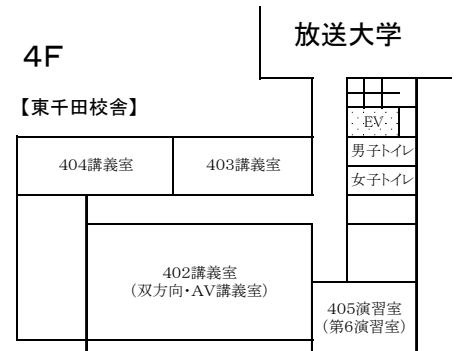 放送大学
4F
【東千田校舎】
EV
男子トイレ
404講義室
403講義室
女子トイレ
402講義室
(双方向・AV講義室)
405演習室
(第6演習室)